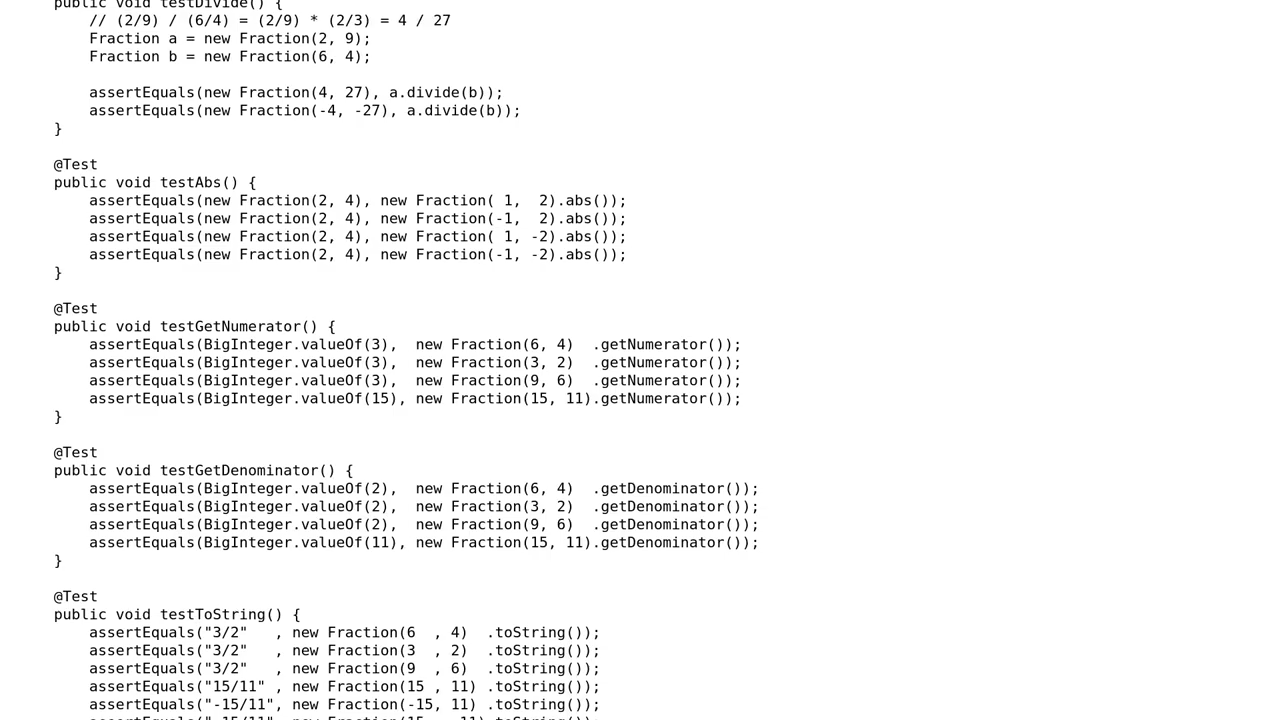 public void testDivide() {
    // (2/9) / (6/4) = (2/9) * (2/3) = 4 / 27
    Fraction a = new Fraction(2, 9);
    Fraction b = new Fraction(6, 4);

    assertEquals(new Fraction(4, 27), a.divide(b));
    assertEquals(new Fraction(-4, -27), a.divide(b));
}

@Test
public void testAbs() {
    assertEquals(new Fraction(2, 4), new Fraction( 1,  2).abs());
    assertEquals(new Fraction(2, 4), new Fraction(-1,  2).abs());
    assertEquals(new Fraction(2, 4), new Fraction( 1, -2).abs());
    assertEquals(new Fraction(2, 4), new Fraction(-1, -2).abs());
}

@Test
public void testGetNumerator() {
    assertEquals(BigInteger.valueOf(3),  new Fraction(6, 4)  .getNumerator());
    assertEquals(BigInteger.valueOf(3),  new Fraction(3, 2)  .getNumerator());
    assertEquals(BigInteger.valueOf(3),  new Fraction(9, 6)  .getNumerator());
    assertEquals(BigInteger.valueOf(15), new Fraction(15, 11).getNumerator());
}

@Test
public void testGetDenominator() {
    assertEquals(BigInteger.valueOf(2),  new Fraction(6, 4)  .getDenominator());
    assertEquals(BigInteger.valueOf(2),  new Fraction(3, 2)  .getDenominator());
    assertEquals(BigInteger.valueOf(2),  new Fraction(9, 6)  .getDenominator());
    assertEquals(BigInteger.valueOf(11), new Fraction(15, 11).getDenominator());
}

@Test
public void testToString() {
    assertEquals("3/2"   , new Fraction(6  , 4)  .toString());
    assertEquals("3/2"   , new Fraction(3  , 2)  .toString());
    assertEquals("3/2"   , new Fraction(9  , 6)  .toString());
    assertEquals("15/11" , new Fraction(15 , 11) .toString());
    assertEquals("-15/11", new Fraction(-15, 11) .toString());